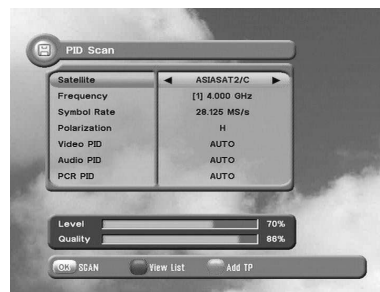 PID Scan
Satellite ASIASAT2/C
Frequency [1] 4.000 GHz
Symbol Rate 28.125 MS/s
Polarization H
Video PID AUTO
Audio PID AUTO
PCR PID AUTO
Level 70%
Quality 86%
OK SCAN View List Add TP